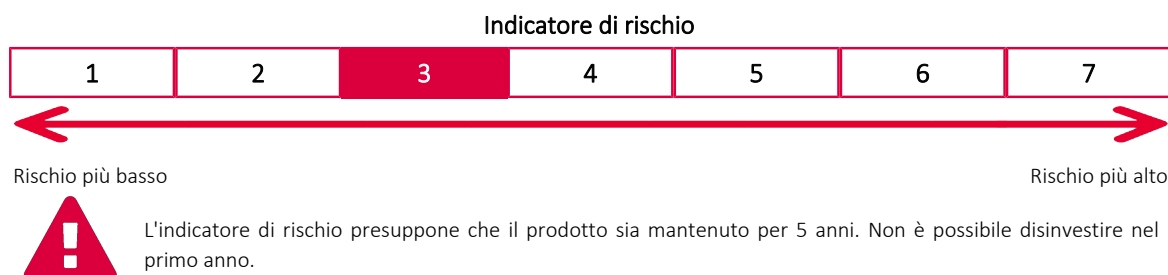 Indicatore di rischio
1 2 3 4 5 6 7
Rischio più basso Rischio più alto
L'indicatore di rischio presuppone che il prodotto sia mantenuto per 5 anni. Non è possibile disinvestire nel
primo anno.